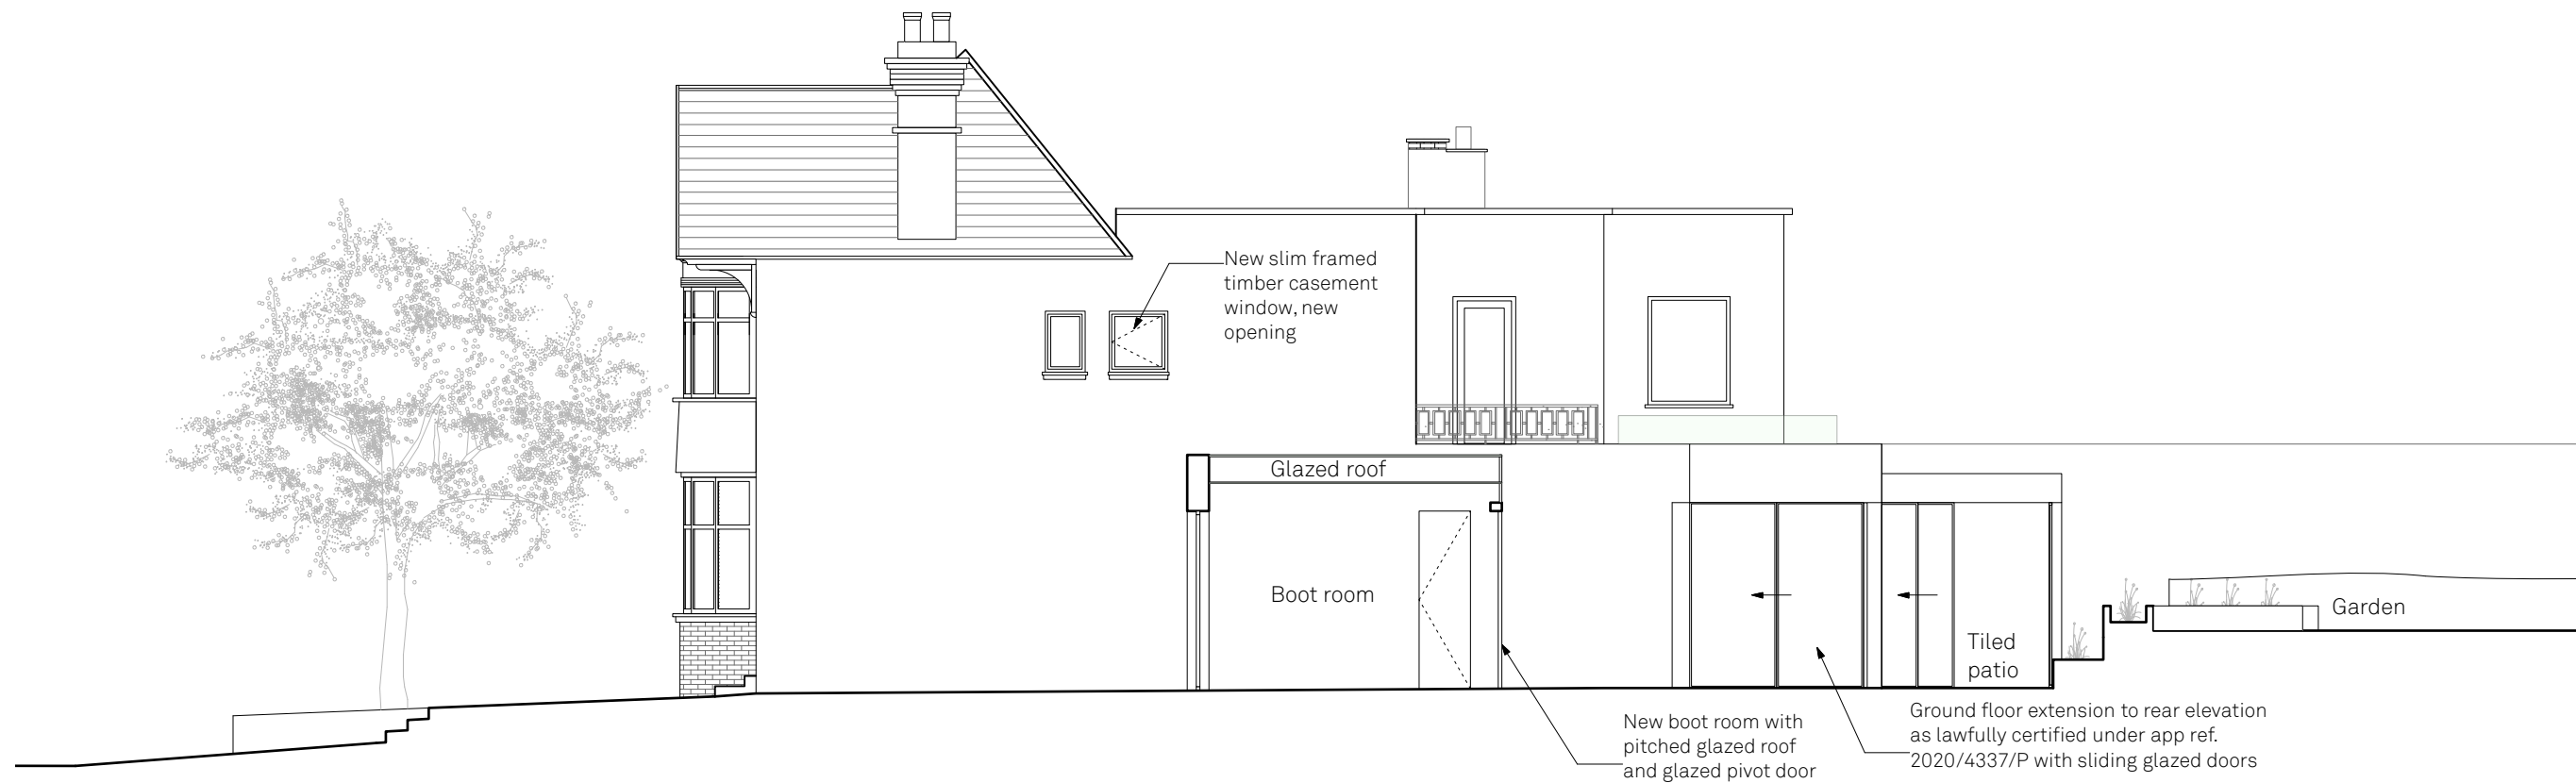 New slim framed
timber casement
window, new
opening
Glazed roof
Boot room
Garden
Tiled
patio
New boot room with
pitched glazed roof
and glazed pivot door
Ground floor extension to rear elevation
as lawfully certified under app ref.
2020/4337/P with sliding glazed doors